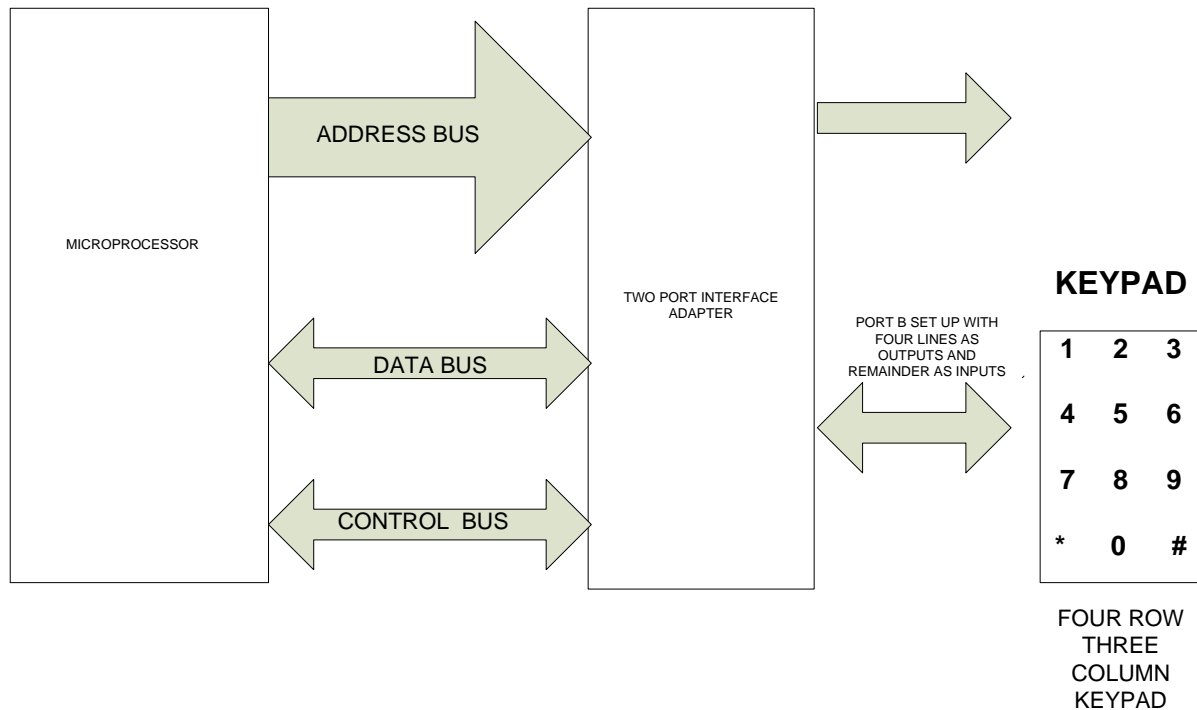 ADDRESS BUS
MICROPROCESSOR
TWO PORT INTERFACE
ADAPTER
DATA BUS
CONTROL BUS
PORT B SET UP WITH
FOUR LINES AS
OUTPUTS AND
REMAINDER AS INPUTS
KEYPAD
1 2 3
4 5 6
7 8 9
* 0 #
FOUR ROW
THREE
COLUMN
KEYPAD